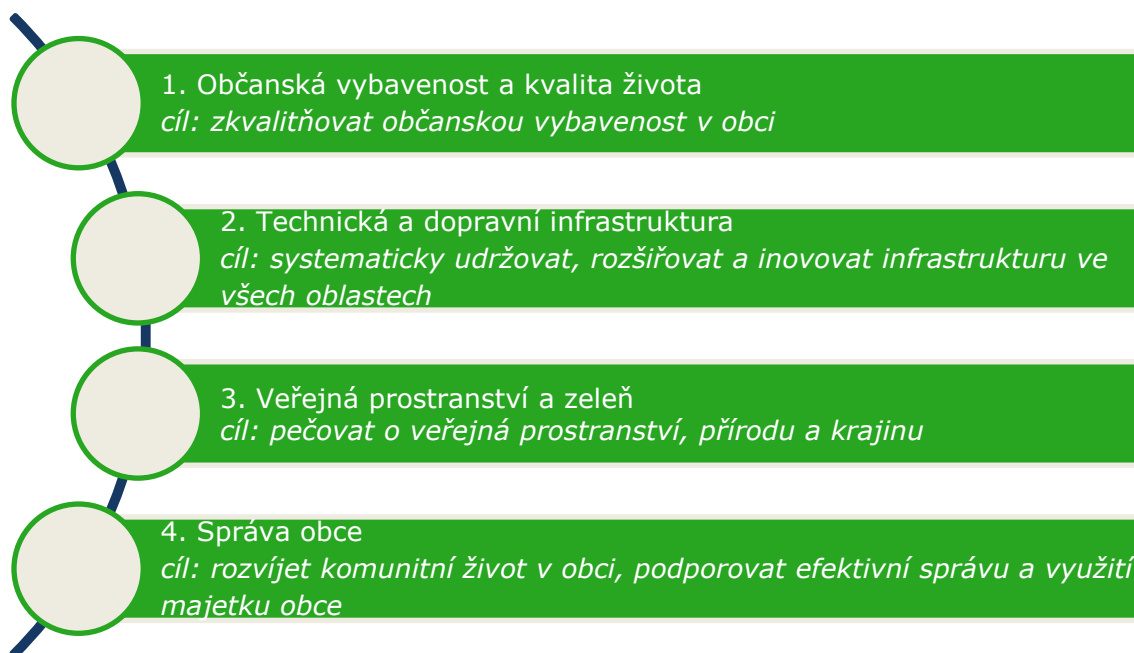 1. Občanská vybavenost a kvalita života
cíl: zkvalitňovat občanskou vybavenost v obci
2. Technická a dopravní infrastruktura
cíl: systematicky udržovat, rozšiřovat a inovovat infrastrukturu ve
všech oblastech
3. Veřejná prostranství a zeleň
cíl: pečovat o veřejná prostranství, přírodu a krajinu
4. Správa obce
cíl: rozvíjet komunitní život v obci, podporovat efektivní správu a využití
majetku obce